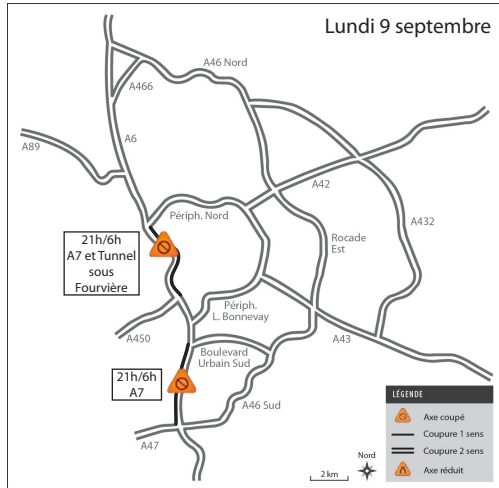 Lundi 9 septembre
A46 Nord
A466
A6
A89
A42
Périph. Nord
A432
21h/6h
A7 et Tunnel
sous
Fourvière
Rocade
Est
Périph.
L. Bonnevay
A450
A43
Boulevard
Urbain Sud
21h/6h
A7
A46 Sud
A47
LÉGENDE
Axe coupé
Coupure 1 sens
Coupure 2 sens
Axe réduit
Nord
2 km